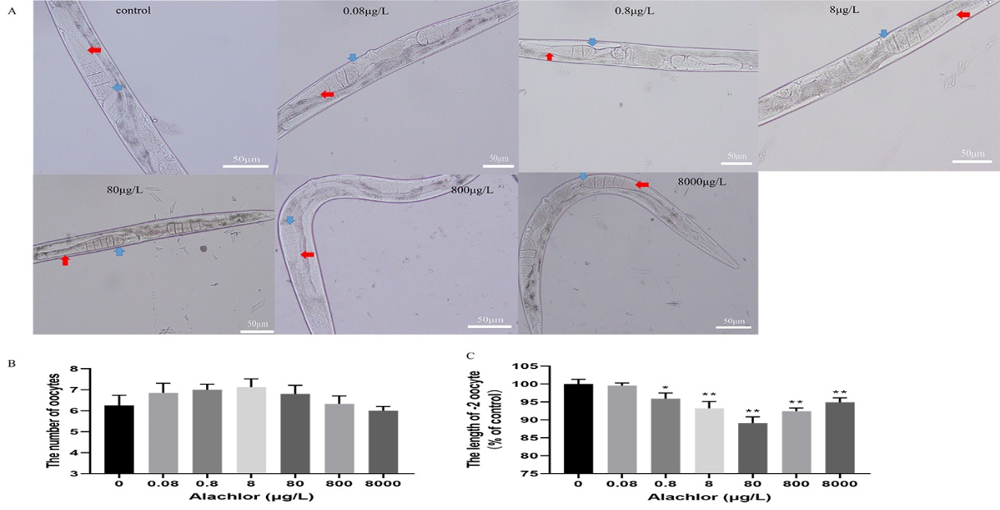 A
control
0.08μg/L
0.8μg/L
8μg/L
50μm
50μm
50μm
50μm
80μg/L
800μg/L
8000μg/L
50μm
50μm
50μm
B
The number of oocytes
8
7
6
5
4
3
0 0.08 0.8 8 80 800 8000
Alachlor (μg/L)
C
The length of -2 oocyte
(% of control)
105
100
95
90
85
80
75
* ** ** ** **
0 0.08 0.8 8 80 800 8000
Alachlor (μg/L)